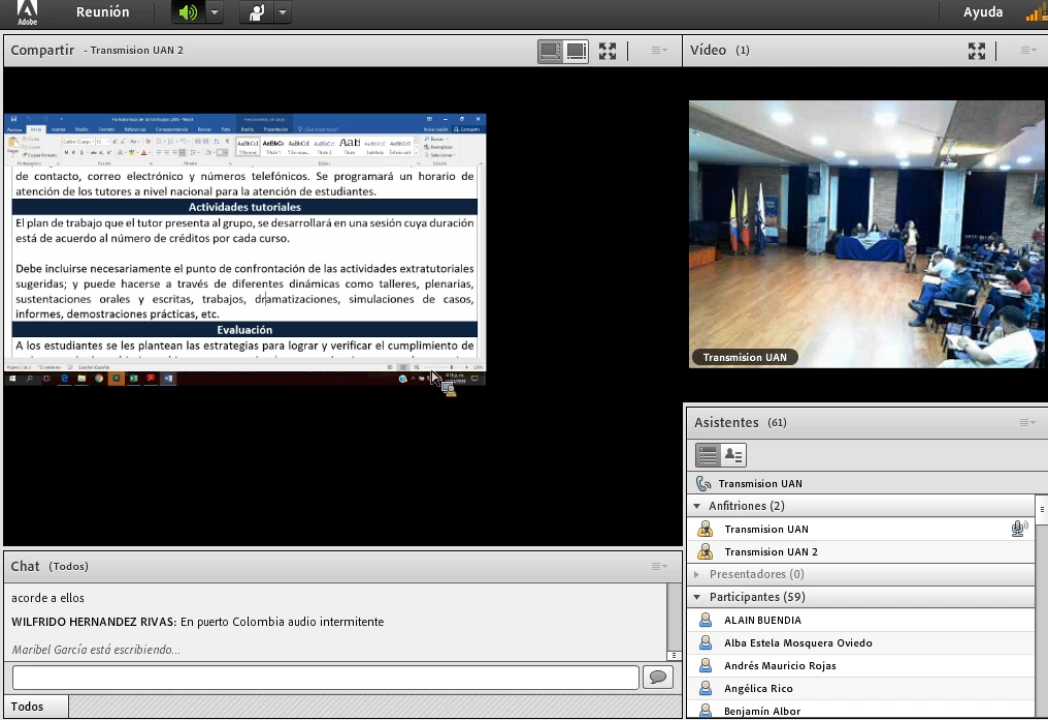 Adobe
Reunión
Ayuda
Compartir - Transmision UAN 2
de contacto, correo electrónico y números telefónicos. Se programará un horario de
atención de los tutores a nivel nacional para la atención de estudiantes.
Actividades tutoriales
El plan de trabajo que el tutor presenta al grupo, se desarrollará en una sesión cuya duración
está de acuerdo al número de créditos por cada curso.
Debe incluirse necesariamente el punto de confrontación de las actividades extratutoriales
sugeridas; y puede hacerse a través de diferentes dinámicas como talleres, plenarias,
sustentaciones orales y escritas, trabajos, dramatizaciones, simulaciones de casos,
informes, demostraciones prácticas, etc.
Evaluación
A los estudiantes se les plantean las estrategias para lograr y verificar el cumplimiento de
Chat (Todos)
acorde a ellos
WILFRIDO HERNANDEZ RIVAS: En puerto Colombia audio intermitente
Maribel García está escribiendo...
Todos
Vídeo (1)
Transmision UAN
Asistentes (61)
Transmision UAN
Anfitriones (2)
Transmision UAN
Transmision UAN 2
Presentadores (0)
Participantes (59)
ALAIN BUENDIA
Alba Estela Mosquera Oviedo
Andrés Mauricio Rojas
Angélica Rico
Benjamín Albor